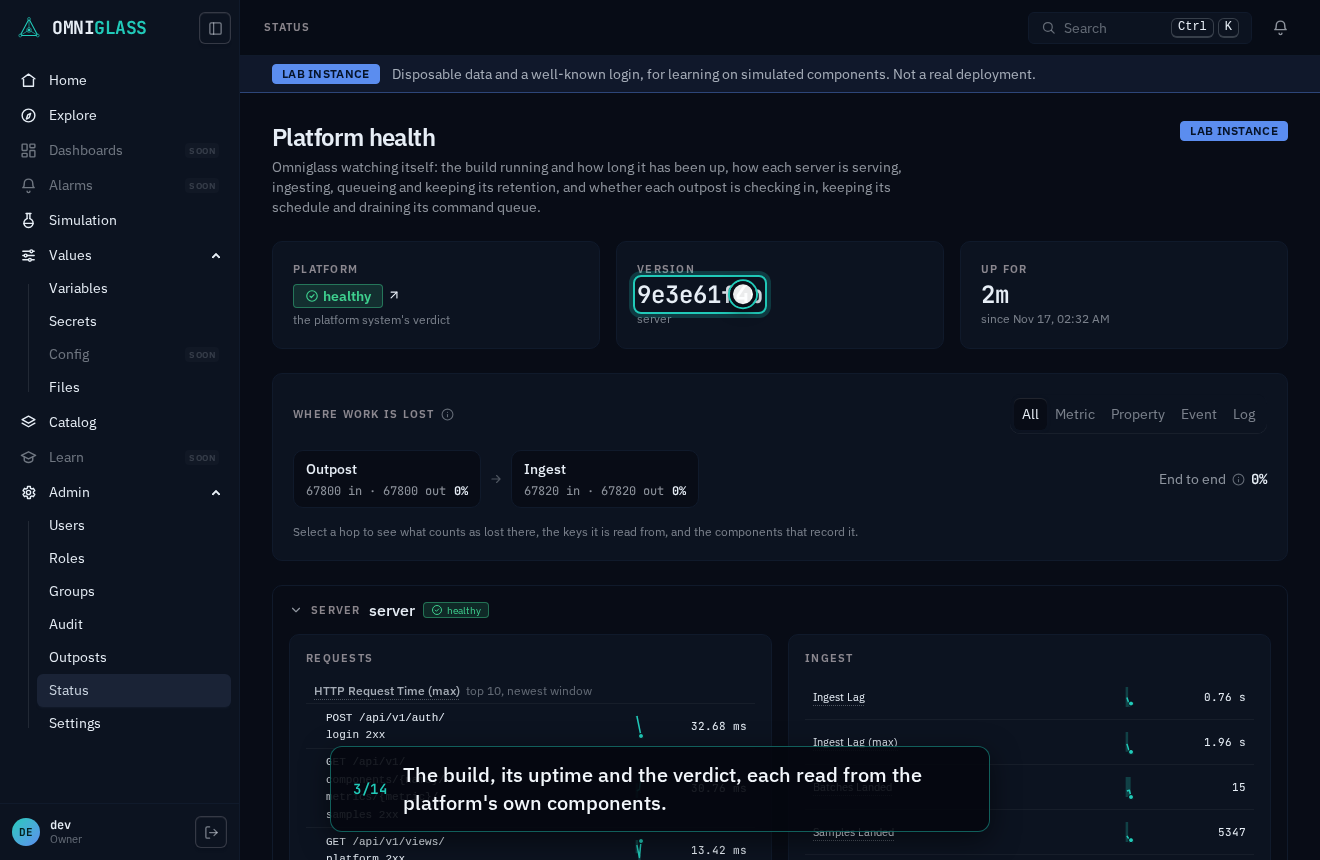 OMNIGLASS
STATUS
Search
Ctrl K
LAB INSTANCE Disposable data and a well-known login, for learning on simulated components. Not a real deployment.
Home
Explore
Dashboards SOON
Alarms SOON
Simulation
Values
Variables
Secrets
Config SOON
Files
Catalog
Learn SOON
Admin
Users
Roles
Groups
Audit
Outposts
Status
Settings
DE dev
Owner
Platform health
LAB INSTANCE
Omniglass watching itself: the build running and how long it has been up, how each server is serving,
ingesting, queueing and keeping its retention, and whether each outpost is checking in, keeping its
schedule and draining its command queue.
PLATFORM
healthy
the platform system's verdict
VERSION
server
UP FOR
2m
since Nov 17, 02:32 AM
WHERE WORK IS LOST
All Metric Property Event Log
Outpost
67800 in · 67800 out 0%
Ingest
67820 in · 67820 out 0%
End to end 0%
Select a hop to see what counts as lost there, the keys it is read from, and the components that record it.
SERVER server healthy
REQUESTS
HTTP Request Time (max) top 10, newest window
POST /api/v1/auth/
login 2xx
32.68 ms
GET /api/v1/
38.76 ms
samples 2xx
GET /api/v1/views/
platform 2xx
13.42 ms
INGEST
Ingest Lag 0.76 s
Ingest Lag (max) 1.96 s
Batches Landed 15
Samples Landed 5347
3/14
The build, its uptime and the verdict, each read from the
platform's own components.